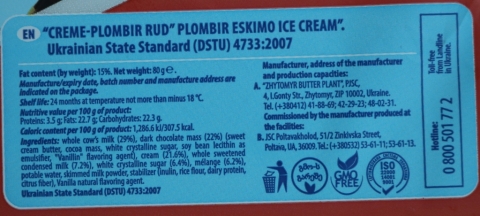 EN "CREME-PLOMBIR RUD" PLOMBIR ESKIMO ICE CREAM".
Ukrainian State Standard (DSTU) 4733:2007
Fat content (by weight): 15%. Net weight: 80 g ℮.
Manufacture/expiry date, batch number and manufacture address are
indicated on the package.
Shelf life: 24 months at temperature not more than minus 18 °C.
Nutritive value per 100 g of product:
Proteins: 3.5 g; Fats: 22.7 g; Carbohydrates: 22.3 g.
Caloric content per 100 g of product: 1,286.6 kJ/307.5 kcal.
Ingredients: whole cow's milk (29%), dark chocolate mass (22%) (sweet
cream butter, cocoa mass, white crystalline sugar, soy bean lecithin as
emulsifier, "Vanillin" flavoring agent), cream (21.6%), whole sweetened
condensed milk (7.2%), white crystalline sugar (6.4%), mélange (6.2%),
potable water, skimmed milk powder, stabilizer (inulin, rice flour, dairy protein,
citrus fiber), Vanilla natural flavoring agent.
Ukrainian State Standard (DSTU) 4733:2007
Manufacturer, address of the manufacturer
and production capacities:
A. "ZHYTOMYR BUTTER PLANT", PJSC,
4, I.Gonty Str., Zhytomyr, ZIP 10002, Ukraine.
Tel. (+380412) 41-88-69; 42-29-23; 48-02-31.
Commissioned by the manufacturer produced at
the facilities:
B. JSC Poltavakholod, 51/2 Zinkivska Street,
Poltava, UA, 36009. Tel.: (+380532) 53-61-11; 53-61-13.
GMO
FREE
ISO
22000
9001
Hotline:
0 800 501 77 2
Toll-free
from Landline
in Ukraine.